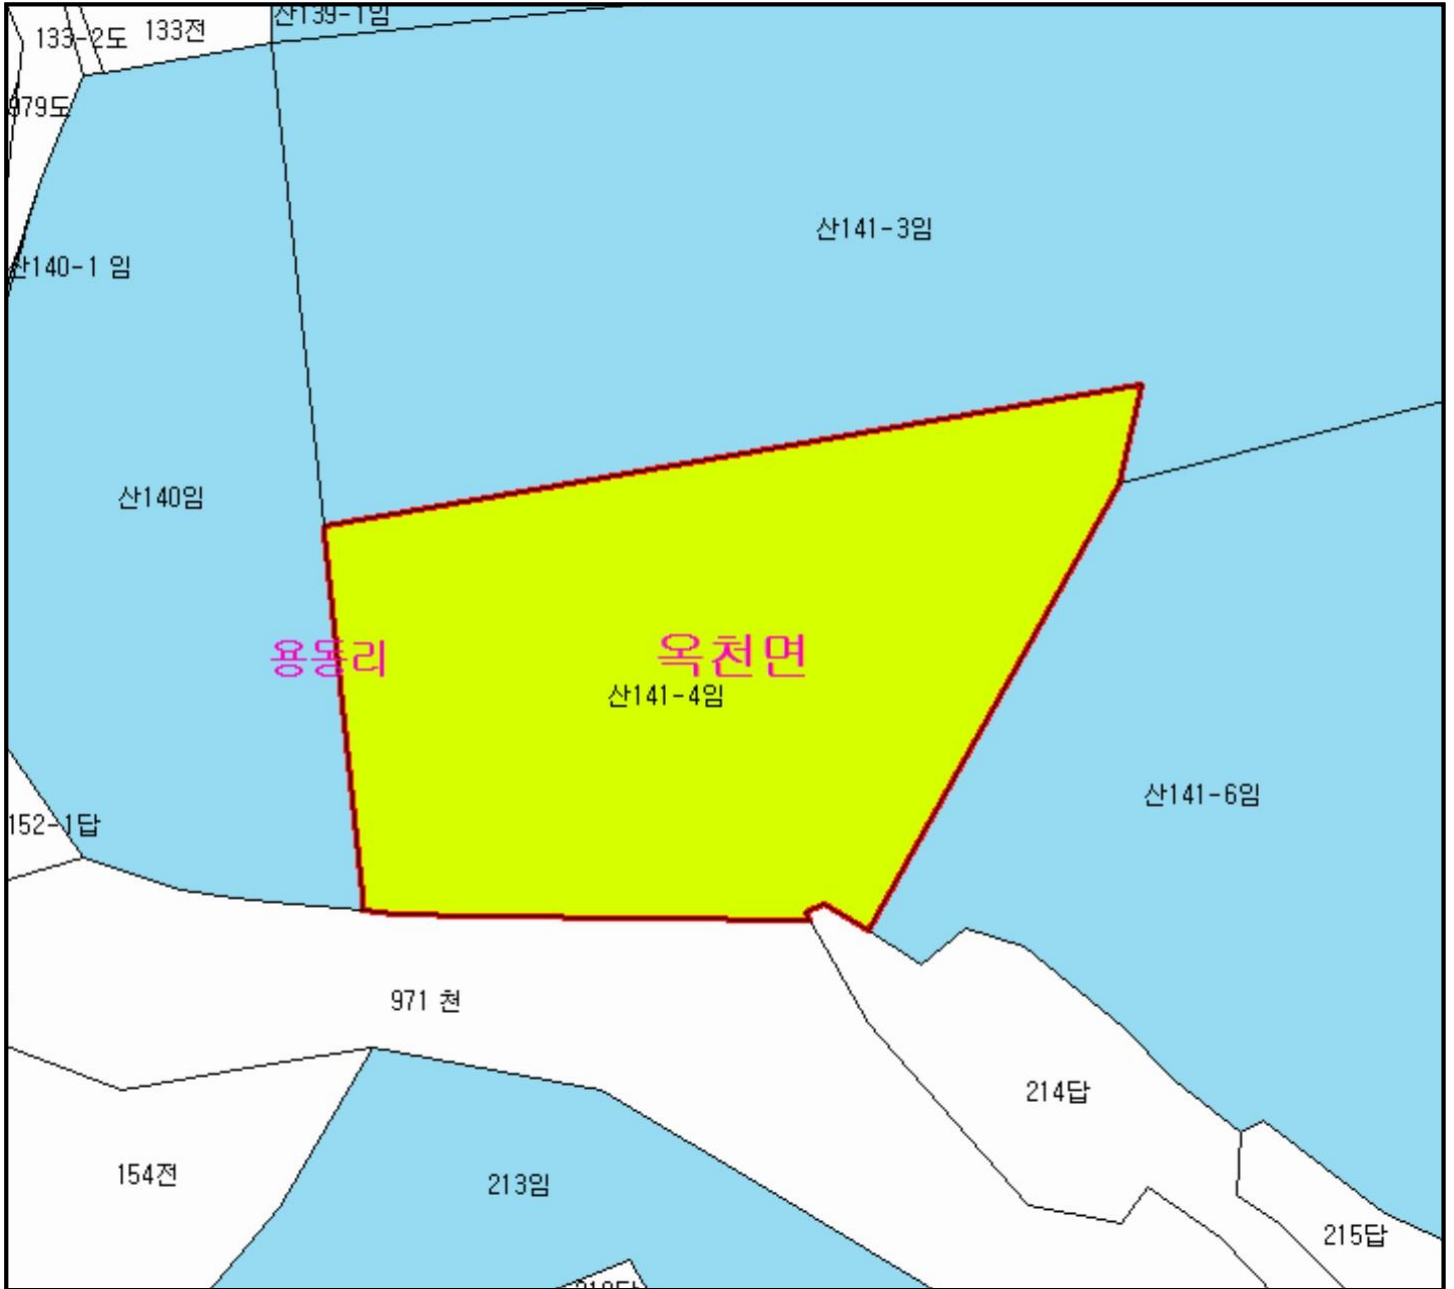 산139-1임
133-2도
133전
979도
산141-3임
산140-1 임
산140임
용동리
옥천면
산141-4임
산141-6임
152-1답
971 천
214답
154전
213임
215답